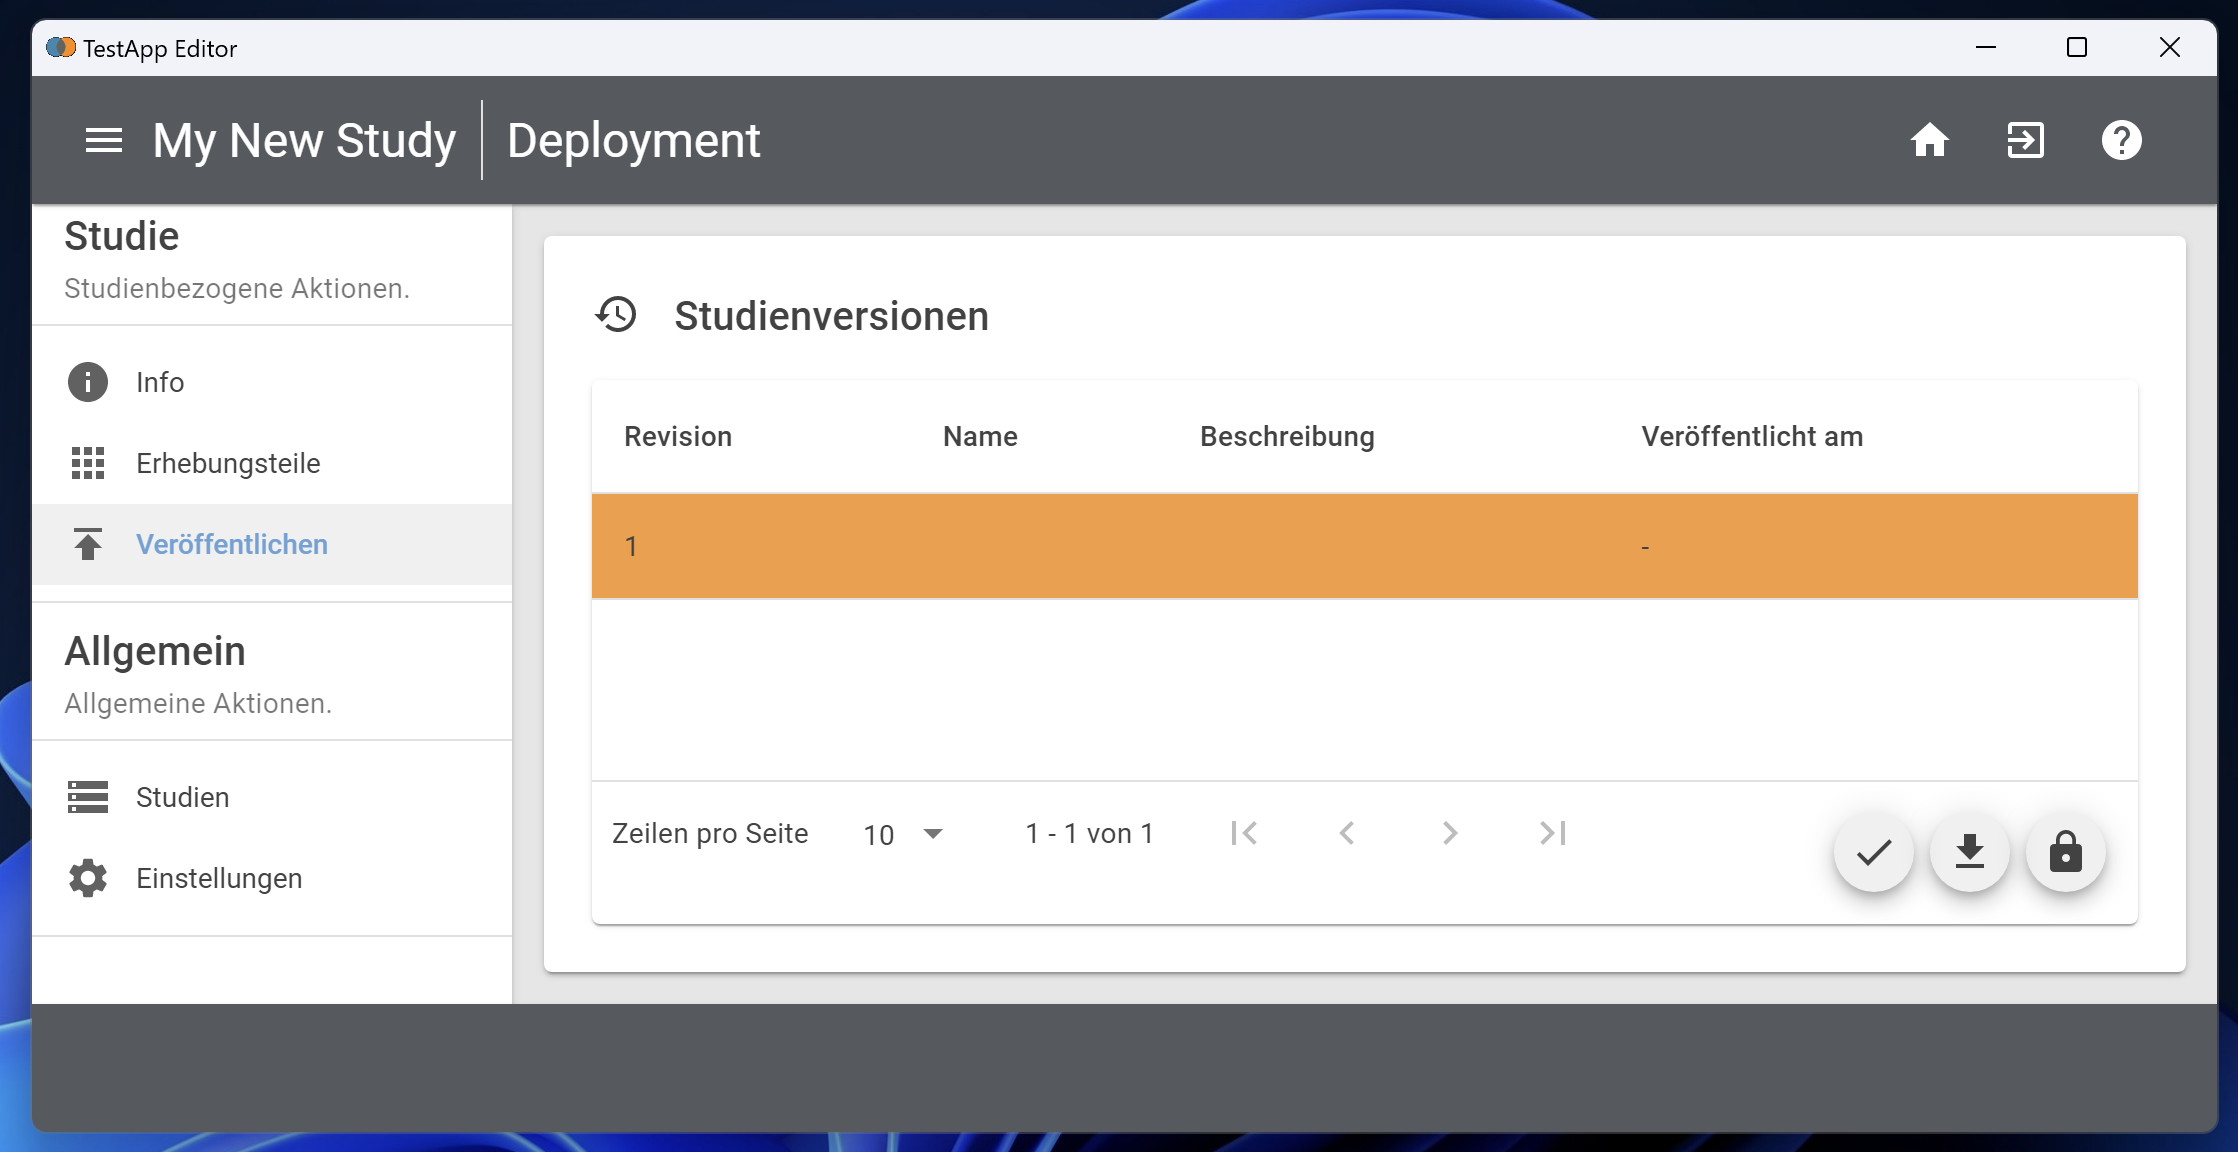 TestApp Editor
My New Study
Deployment
Studie
Studienbezogene Aktionen.
Info
Erhebungsteile
Veröffentlichen
Allgemein
Allgemeine Aktionen.
Studien
Einstellungen
Studienversionen
Revision Name Beschreibung Veröffentlicht am
1 -
Zeilen pro Seite 10 1 - 1 von 1